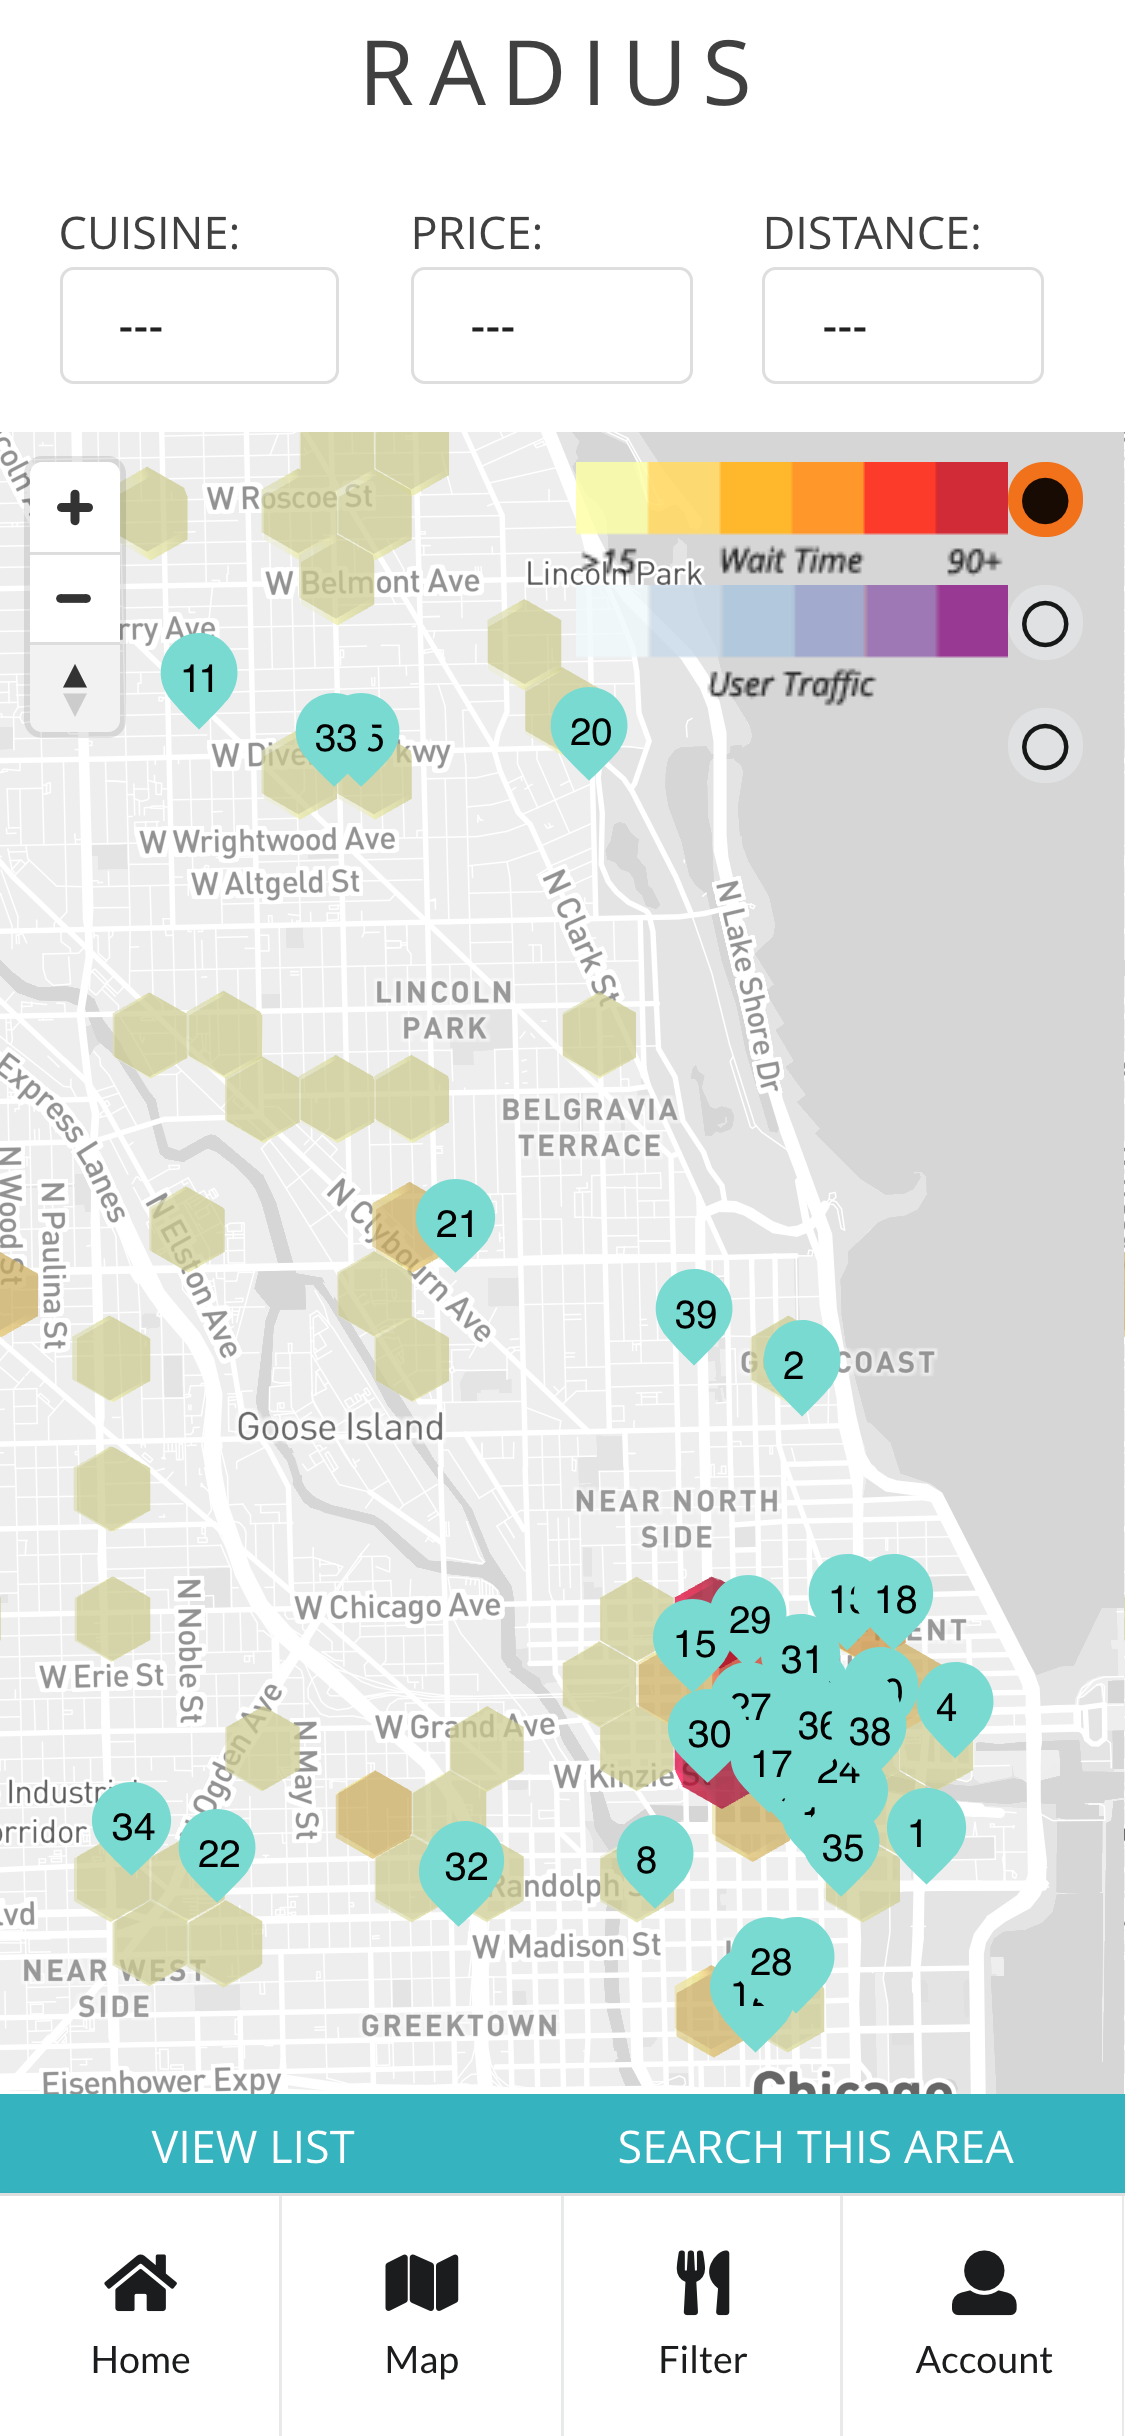 RADIUS
CUISINE: PRICE: DISTANCE:
--- --- ---
W Roscoe St
>15 Wait Time 90+
Lincoln Park
W Belmont Ave
rry Ave
User Traffic
11
33 5
20
W Dive kwy
W Wrightwood Ave
W Altgeld St
N Clark St
N Lake Shore Dr
LINCOLN
PARK
Express Lanes
BELGRAVIA
TERRACE
N Wood St
N Paulina St
N Elston Ave
N Clybourn Ave
21
39
2
G COAST
Goose Island
NEAR NORTH
SIDE
N Noble St
W Chicago Ave
18
29
15
31
ENT
W Erie St
N Ogden Ave
N May St
W Grand Ave
27
30
36
38
4
W Kinzie St
17
24
Industri
orridor
34
22
32
8
35
1
Randolph S
lvd
W Madison St
NEAR WEST
SIDE
28
GREEKTOWN
Eisenhower Expy
Chicago
VIEW LIST SEARCH THIS AREA
Home Map Filter Account